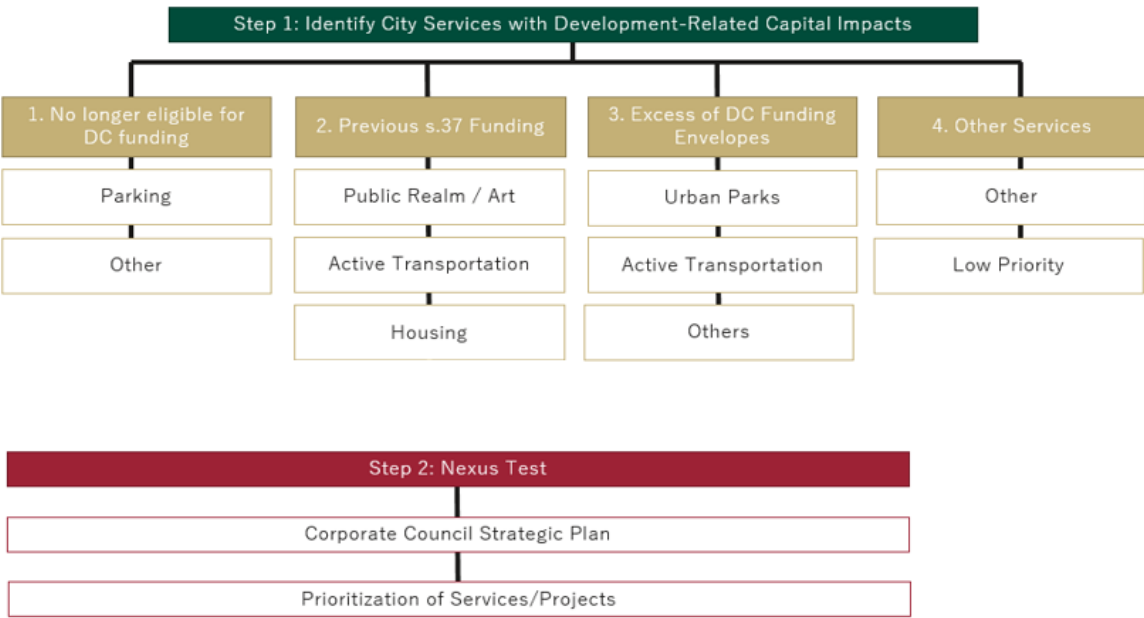 Step 1: Identify City Services with Development-Related Capital Impacts
1. No longer eligible for
DC funding
Parking
Other
2. Previous s.37 Funding
Public Realm / Art
Active Transportation
Housing
3. Excess of DC Funding
Envelopes
Urban Parks
Active Transportation
Others
4. Other Services
Other
Low Priority
Step 2: Nexus Test
Corporate Council Strategic Plan
Prioritization of Services/Projects